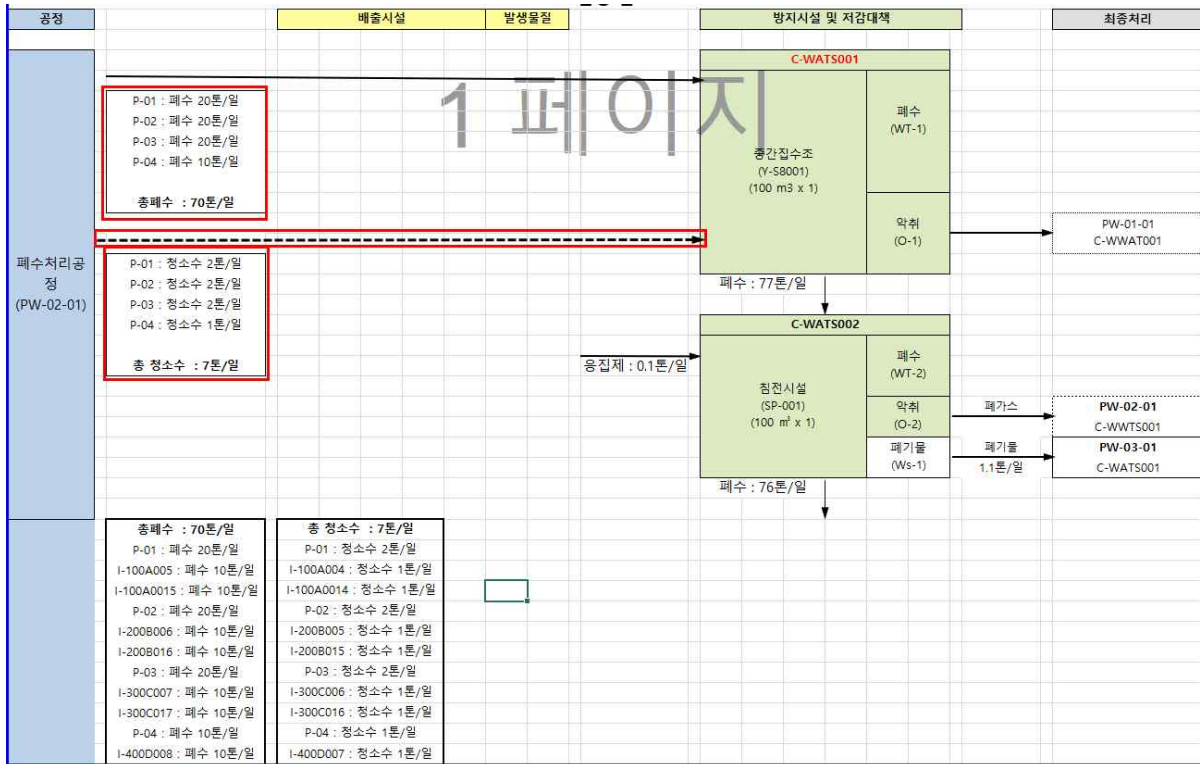 공정
배출시설
발생물질
방지시설 및 저감대책
최종처리
1 페이지
폐수처리공
정
(PW-02-01)
P-01 : 폐수 20톤/일
P-02 : 폐수 20톤/일
P-03 : 폐수 20톤/일
P-04 : 폐수 10톤/일
총폐수 : 70톤/일
P-01 : 청소수 2톤/일
P-02 : 청소수 2톤/일
P-03 : 청소수 2톤/일
P-04 : 청소수 1톤/일
총 청소수 : 7톤/일
C-WATS001
중간집수조
(Y-S8001)
(100 m3 x 1)
폐수
(WT-1)
악취
(O-1)
PW-01-01
C-WWAT001
폐수 : 77톤/일
C-WATS002
응집제 : 0.1톤/일
침전시설
(SP-001)
(100 ㎥ x 1)
폐수
(WT-2)
악취
(O-2)
폐기물
(Ws-1)
폐가스
PW-02-01
C-WWTS001
폐기물
1.1톤/일
PW-03-01
C-WATS001
폐수 : 76톤/일
총폐수 : 70톤/일
P-01 : 폐수 20톤/일
I-100A005 : 폐수 10톤/일
I-100A0015 : 폐수 10톤/일
P-02 : 폐수 20톤/일
I-200B006 : 폐수 10톤/일
I-200B016 : 폐수 10톤/일
P-03 : 폐수 20톤/일
I-300C007 : 폐수 10톤/일
I-300C017 : 폐수 10톤/일
P-04 : 폐수 10톤/일
I-400D008 : 폐수 10톤/일
총 청소수 : 7톤/일
P-01 : 청소수 2톤/일
I-100A004 : 청소수 1톤/일
I-100A0014 : 청소수 1톤/일
P-02 : 청소수 2톤/일
I-200B005 : 청소수 1톤/일
I-200B015 : 청소수 1톤/일
P-03 : 청소수 2톤/일
I-300C006 : 청소수 1톤/일
I-300C016 : 청소수 1톤/일
P-04 : 청소수 1톤/일
I-400D007 : 청소수 1톤/일